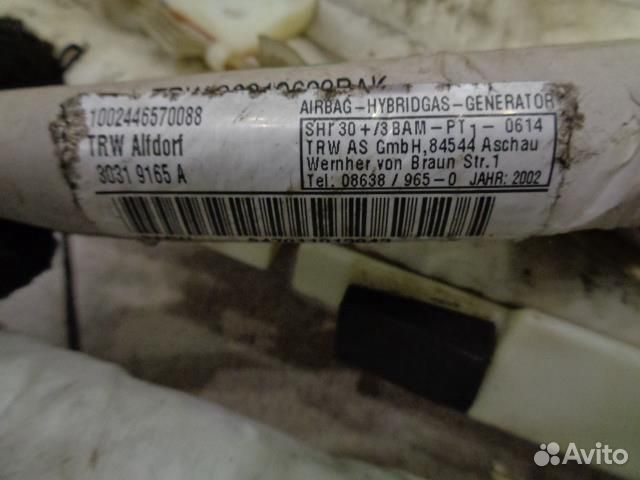 1002446570088
TRW Alfdorf
3031 9165 A
AIRBAG-HYBRIDGAS-GENERATOR
SHI 30 +/3 BAM-PT1- 0614
TRW AS GmbH, 84544 Aschau
Wernher von Braun Str.1
Tel: 08638 / 965-0 JAHR: 2002
Avito